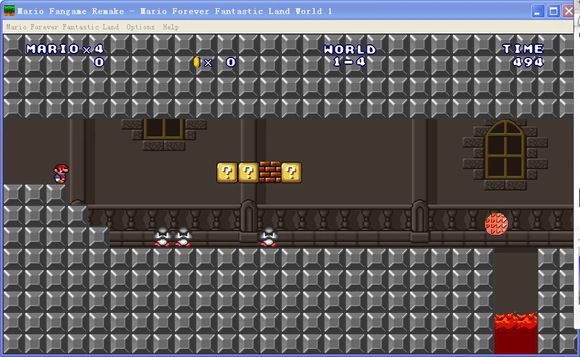 Mario Fangame Remake - Mario Forever Fantastic Land World 1
Mario Foraver Fantastic Land Options Help
MARIO × 4 WORLD TIME
0 × 0 1-4 494
? ? ?